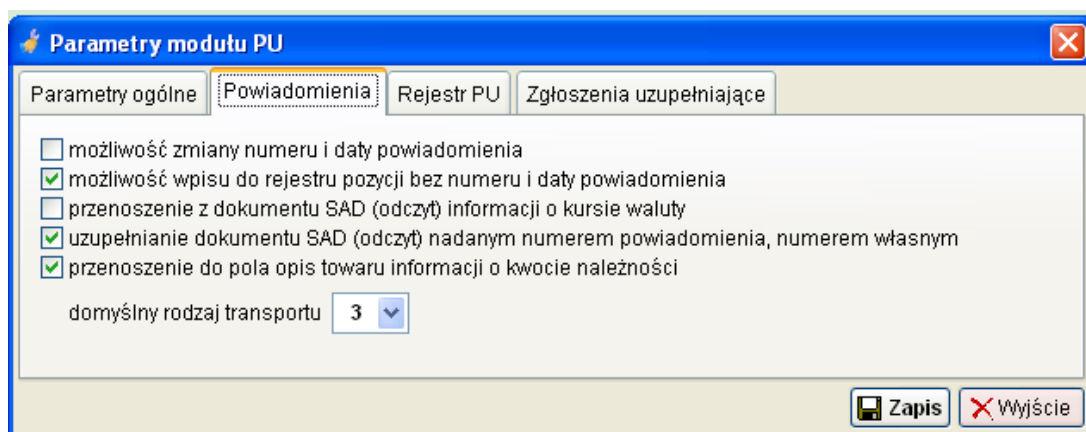 Parametry modułu PU
Parametry ogólne Powiadomienia Rejestr PU Zgłoszenia uzupełniające
możliwość zmiany numeru i daty powiadomienia
możliwość wpisu do rejestru pozycji bez numeru i daty powiadomienia
przenoszenie z dokumentu SAD (odczyt) informacji o kursie waluty
uzupełnianie dokumentu SAD (odczyt) nadanym numerem powiadomienia, numerem własnym
przenoszenie do pola opis towaru informacji o kwocie należności
domyślny rodzaj transportu 3
Zapis Wyjście